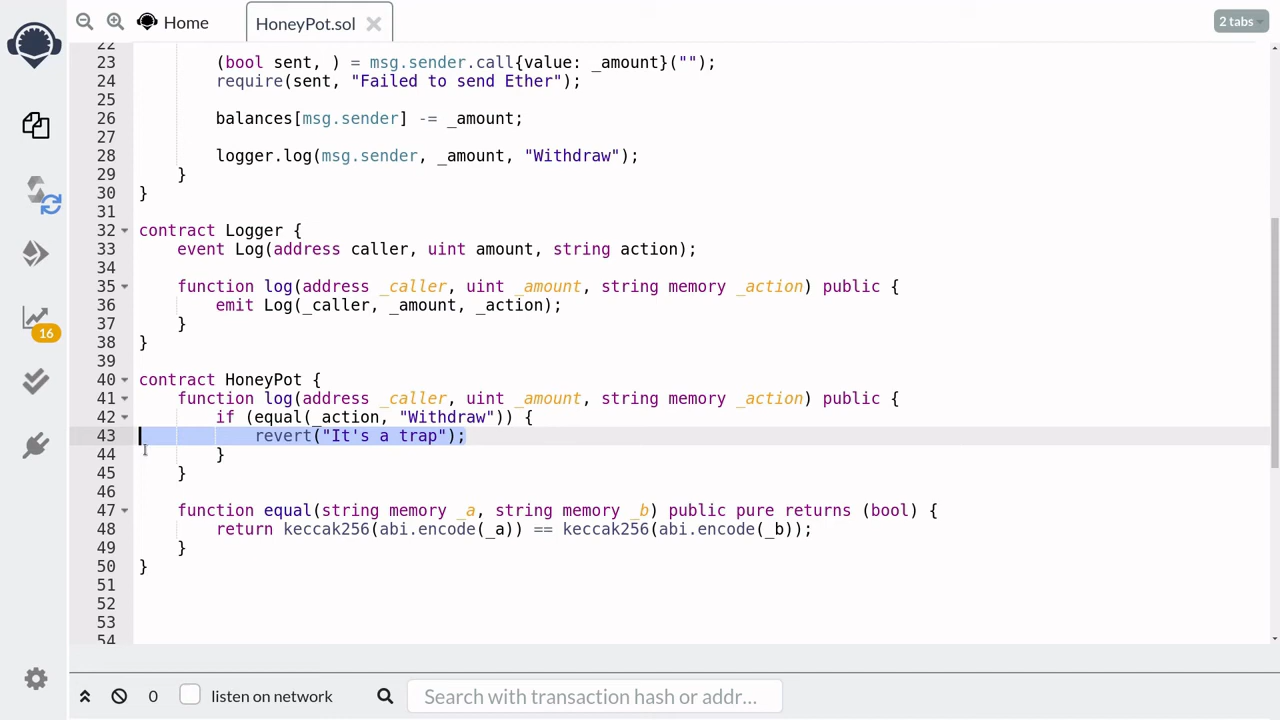 Home
HoneyPot.sol
2 tabs
22
23 (bool sent, ) = msg.sender.call{value: _amount}("");
24 require(sent, "Failed to send Ether");
25
26 balances[msg.sender] -= _amount;
27
28 logger.log(msg.sender, _amount, "Withdraw");
29 }
30 }
31
32 contract Logger {
33 event Log(address caller, uint amount, string action);
34
35 function log(address _caller, uint _amount, string memory _action) public {
36 emit Log(_caller, _amount, _action);
37 }
38 }
39
40 contract HoneyPot {
41 function log(address _caller, uint _amount, string memory _action) public {
42 if (equal(_action, "Withdraw")) {
43 revert("It's a trap");
44 }
45 }
46
47 function equal(string memory _a, string memory _b) public pure returns (bool) {
48 return keccak256(abi.encode(_a)) == keccak256(abi.encode(_b));
49 }
50 }
51
52
53
54
16
0 listen on network
Search with transaction hash or addr…